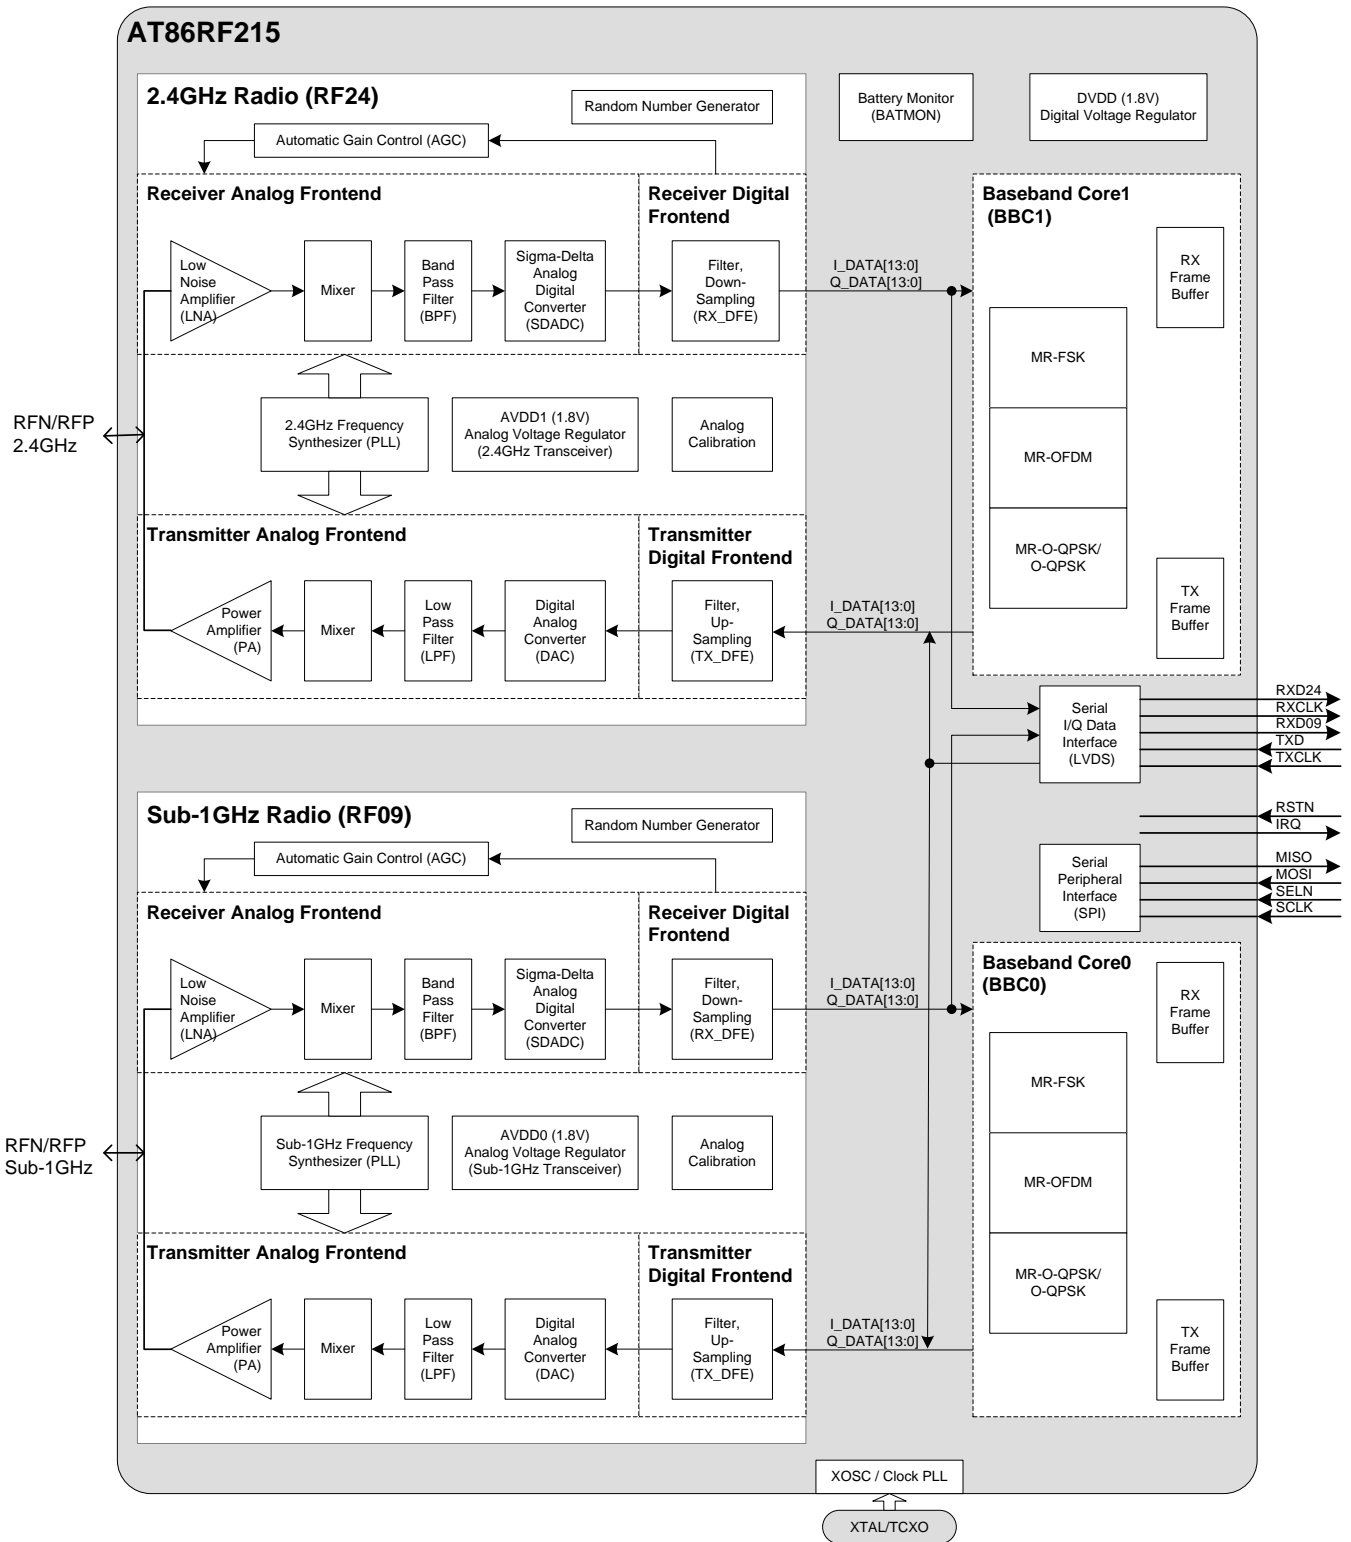 AT86RF215
2.4GHz Radio (RF24)
Random Number Generator
Battery Monitor
(BATMON)
DVDD (1.8V)
Digital Voltage Regulator
Automatic Gain Control (AGC)
Receiver Analog Frontend
Receiver Digital
Frontend
Baseband Core1
(BBC1)
Low
Noise
Amplifier
(LNA)
Mixer
Band
Pass
Filter
(BPF)
Sigma-Delta
Analog
Digital
Converter
(SDADC)
Filter,
Down-
Sampling
(RX_DFE)
I_DATA[13:0]
Q_DATA[13:0]
RX
Frame
Buffer
MR-FSK
MR-OFDM
MR-O-QPSK/
O-QPSK
TX
Frame
Buffer
RFN/RFP
2.4GHz
2.4GHz Frequency
Synthesizer (PLL)
AVDD1 (1.8V)
Analog Voltage Regulator
(2.4GHz Transceiver)
Analog
Calibration
Transmitter Analog Frontend
Transmitter
Digital Frontend
Power
Amplifier
(PA)
Mixer
Low
Pass
Filter
(LPF)
Digital
Analog
Converter
(DAC)
Filter,
Up-
Sampling
(TX_DFE)
I_DATA[13:0]
Q_DATA[13:0]
Serial
I/Q Data
Interface
(LVDS)
RXD24
RXCLK
RXD09
TXD
TXCLK
RSTN
IRQ
Serial
Peripheral
Interface
(SPI)
MISO
MOSI
SELN
SCLK
Sub-1GHz Radio (RF09)
Random Number Generator
Automatic Gain Control (AGC)
Receiver Analog Frontend
Receiver Digital
Frontend
Baseband Core0
(BBC0)
Low
Noise
Amplifier
(LNA)
Mixer
Band
Pass
Filter
(BPF)
Sigma-Delta
Analog
Digital
Converter
(SDADC)
Filter,
Down-
Sampling
(RX_DFE)
I_DATA[13:0]
Q_DATA[13:0]
RX
Frame
Buffer
MR-FSK
MR-OFDM
MR-O-QPSK/
O-QPSK
TX
Frame
Buffer
RFN/RFP
Sub-1GHz
Sub-1GHz Frequency
Synthesizer (PLL)
AVDD0 (1.8V)
Analog Voltage Regulator
(Sub-1GHz Transceiver)
Analog
Calibration
Transmitter Analog Frontend
Transmitter
Digital Frontend
Power
Amplifier
(PA)
Mixer
Low
Pass
Filter
(LPF)
Digital
Analog
Converter
(DAC)
Filter,
Up-
Sampling
(TX_DFE)
I_DATA[13:0]
Q_DATA[13:0]
XOSC / Clock PLL
XTAL/TCXO